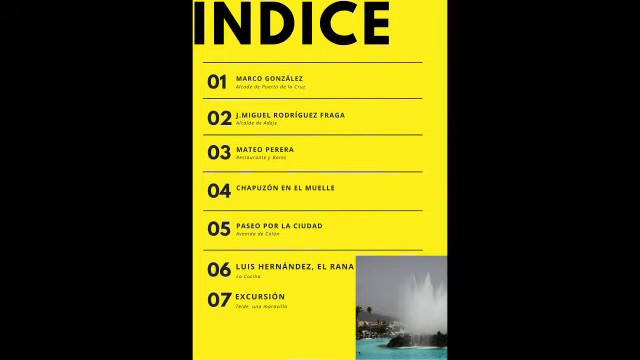 INDICE
01 MARCO GONZÁLEZ
Alcade de Puerto de la Cruz
02 J.MIGUEL RODRÍGUEZ FRAGA
Alcalde de Adeje
03 MATEO PERERA
Restaurante y Bares
04 CHAPUZÓN EN EL MUELLE
05 PASEO POR LA CIUDAD
Avenida de Colón
06 LUIS HERNÁNDEZ, EL RANA
La Cocina
07 EXCURSIÓN
Telde, una maravilla